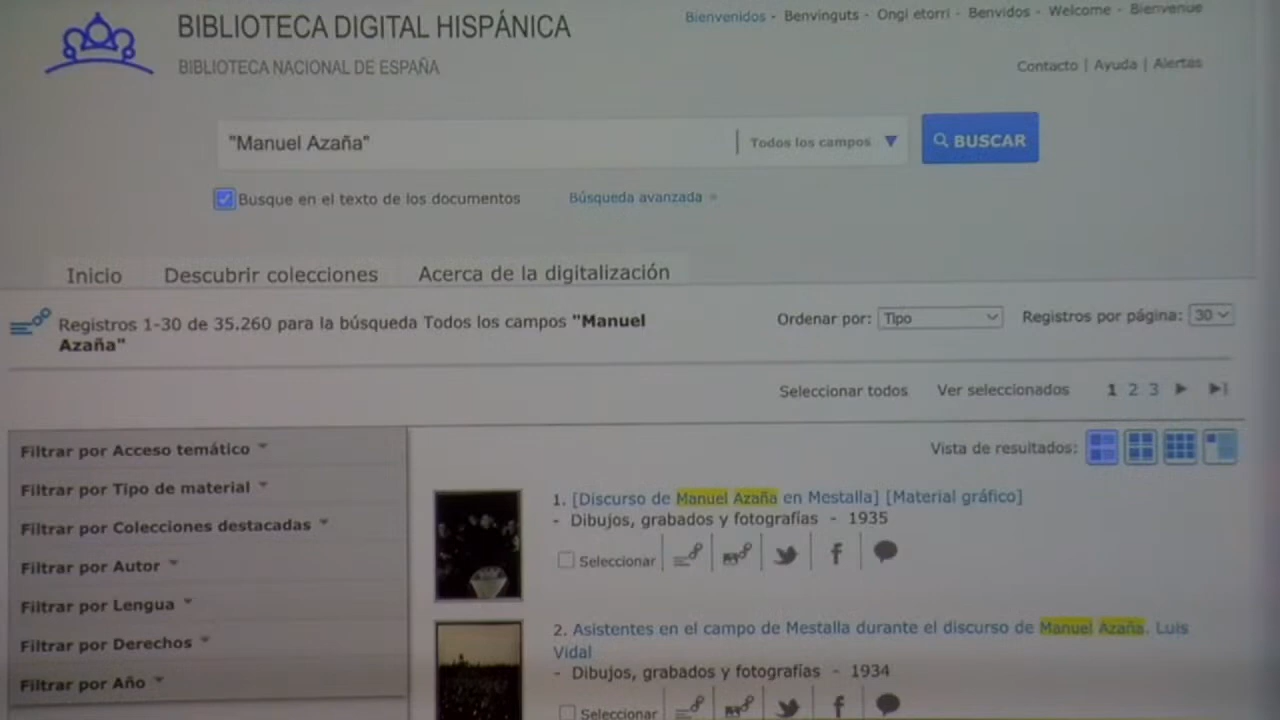 BIBLIOTECA DIGITAL HISPÁNICA
BIBLIOTECA NACIONAL DE ESPAÑA
Bienvenidos - Benvinguts - Ongi etorri - Benvidos - Welcome - Bienvenue
Contacto | Ayuda | Alertas
"Manuel Azaña"
Todos los campos
BUSCAR
Busque en el texto de los documentos
Búsqueda avanzada
Inicio
Descubrir colecciones
Acerca de la digitalización
Registros 1-30 de 35.260 para la búsqueda Todos los campos "Manuel
Azaña"
Ordenar por: Tipo
Registros por página: 30
Seleccionar todos
Ver seleccionados
1 2 3
Vista de resultados:
Filtrar por Acceso temático
Filtrar por Tipo de material
Filtrar por Colecciones destacadas
Filtrar por Autor
Filtrar por Lengua
Filtrar por Derechos
Filtrar por Año
1. [Discurso de Manuel Azaña en Mestalla] [Material gráfico]
- Dibujos, grabados y fotografías - 1935
Seleccionar
2. Asistentes en el campo de Mestalla durante el discurso de Manuel Azaña. Luis
Vidal
- Dibujos, grabados y fotografías - 1934
Seleccionar